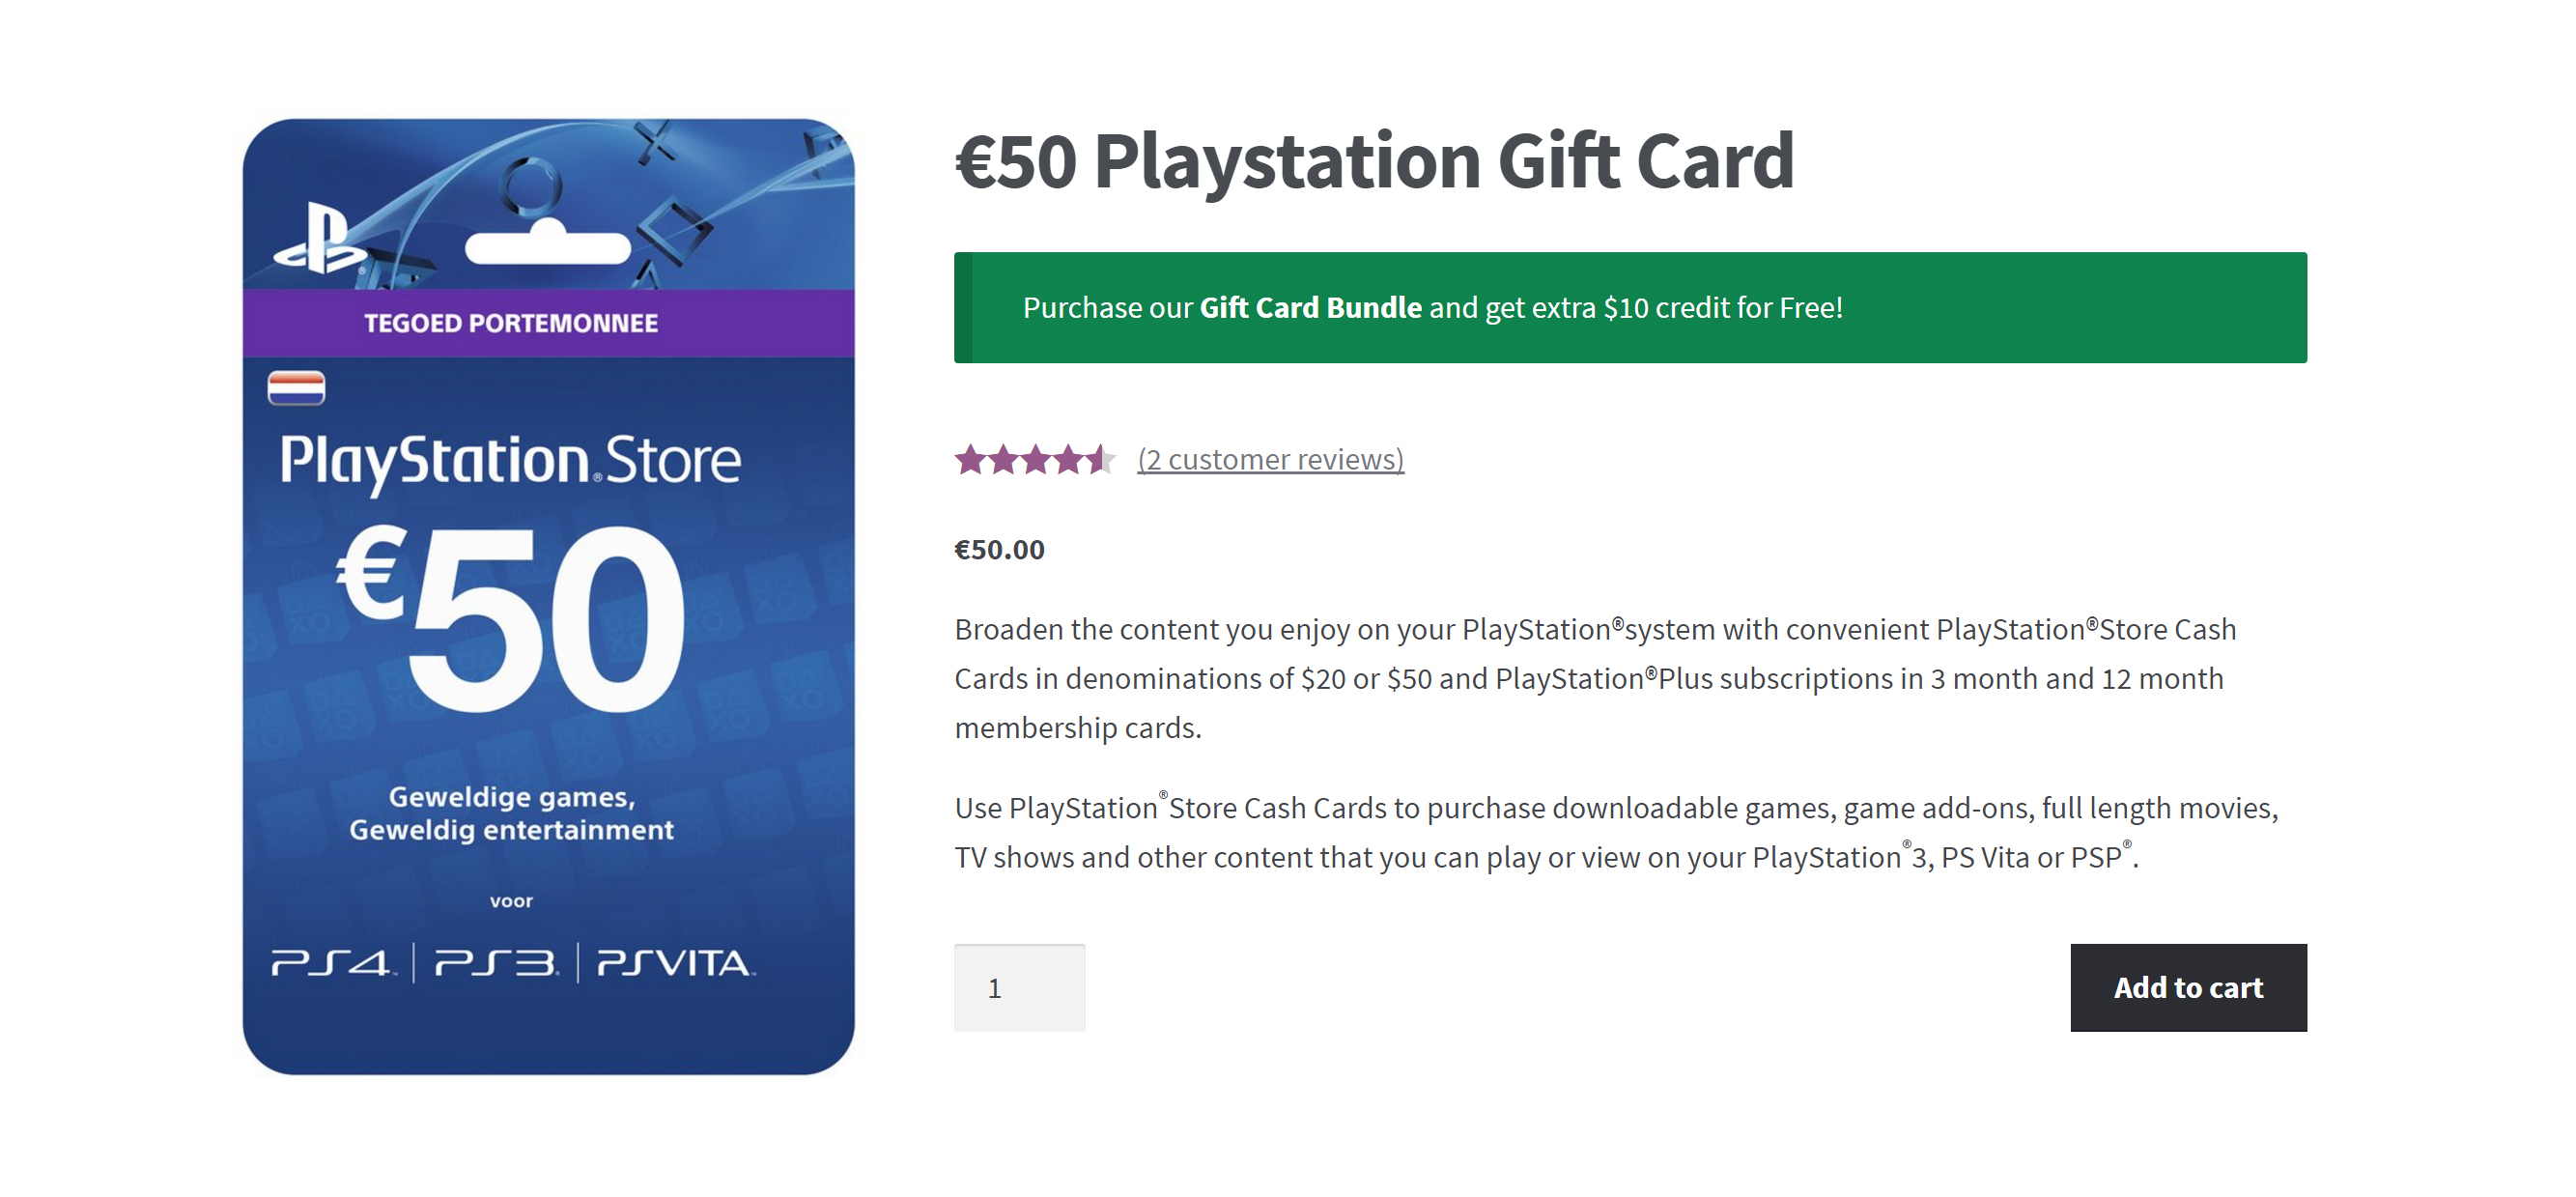 TEGOED PORTEMONNEE
PlayStation®Store
€50
Geweldige games,
Geweldig entertainment
voor
PS4™ | PS3® | PSVITA™
€50 Playstation Gift Card
Purchase our Gift Card Bundle and get extra $10 credit for Free!
(2 customer reviews)
€50.00
Broaden the content you enjoy on your PlayStation®system with convenient PlayStation®Store Cash
Cards in denominations of $20 or $50 and PlayStation®Plus subscriptions in 3 month and 12 month
membership cards.
Use PlayStation®Store Cash Cards to purchase downloadable games, game add-ons, full length movies,
TV shows and other content that you can play or view on your PlayStation®3, PS Vita or PSP®.
1
Add to cart